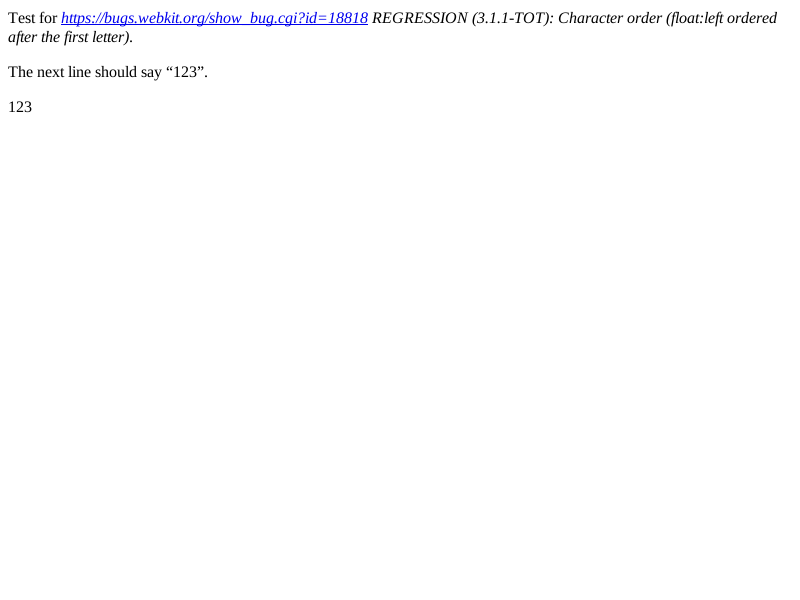 Test for https://bugs.webkit.org/show_bug.cgi?id=18818 REGRESSION (3.1.1-TOT): Character order (float:left ordered
after the first letter).
The next line should say “123”.
123